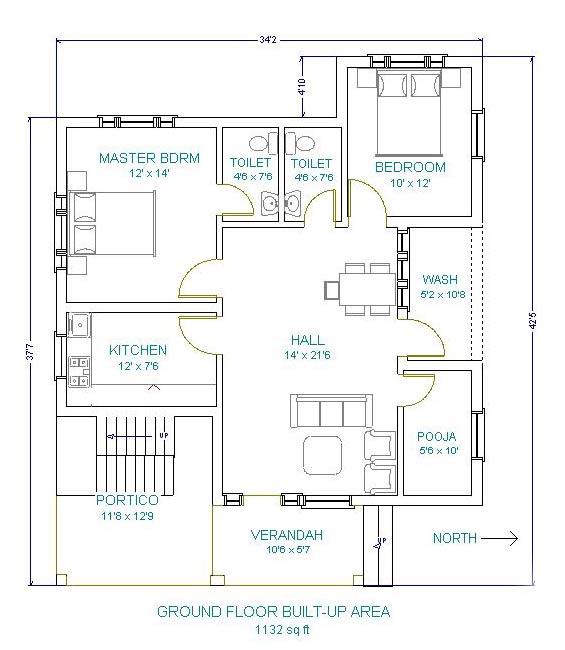 34'2
4'10
MASTER BDRM
12' x 14'
TOILET
4'6 x 7'6
TOILET
4'6 x 7'6
BEDROOM
10' x 12'
WASH
5'2 x 10'8
42'5
37'7
KITCHEN
12' x 7'6
HALL
14' x 21'6
UP
POOJA
5'6 x 10'
PORTICO
11'8 x 12'9
VERANDAH
10'6 x 5'7
UP
NORTH
GROUND FLOOR BUILT-UP AREA
1132 sq ft